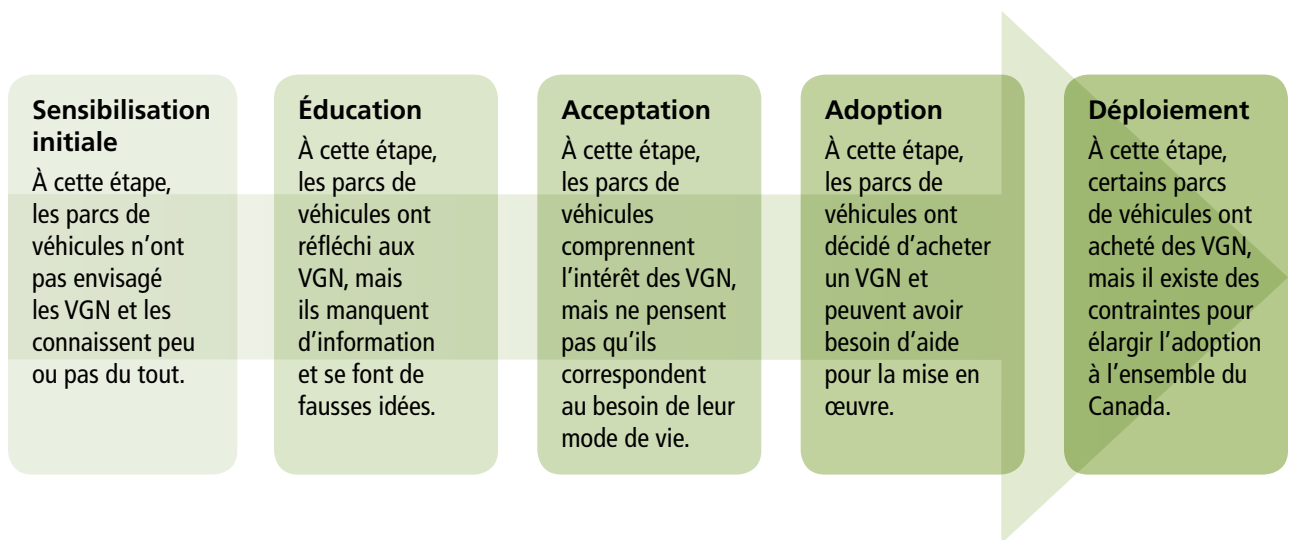 Sensibilisation
initiale
À cette étape,
les parcs de
véhicules n’ont
pas envisagé
les VGN et les
connaissent peu
ou pas du tout.
Éducation
À cette étape,
les parcs de
véhicules ont
réfléchi aux
VGN, mais
ils manquent
d’information
et se font de
fausses idées.
Acceptation
À cette étape,
les parcs de
véhicules
comprennent
l’intérêt des VGN,
mais ne pensent
pas qu’ils
correspondent
au besoin de leur
mode de vie.
Adoption
À cette étape,
les parcs de
véhicules ont
décidé d’acheter
un VGN et
peuvent avoir
besoin d’aide
pour la mise en
œuvre.
Déploiement
À cette étape,
certains parcs
de véhicules ont
acheté des VGN,
mais il existe des
contraintes pour
élargir l’adoption
à l’ensemble du
Canada.